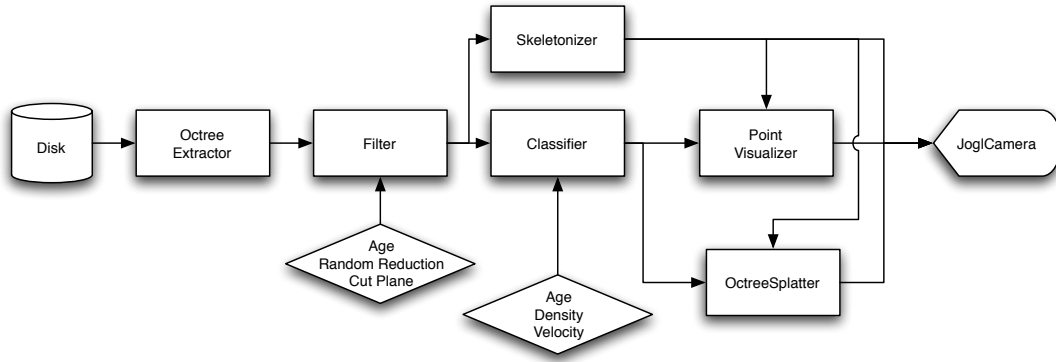 Skeletonizer
Disk
Octree
Extractor
Filter
Classifier
Point
Visualizer
JoglCamera
Age
Random Reduction
Cut Plane
Age
Density
Velocity
OctreeSplatter